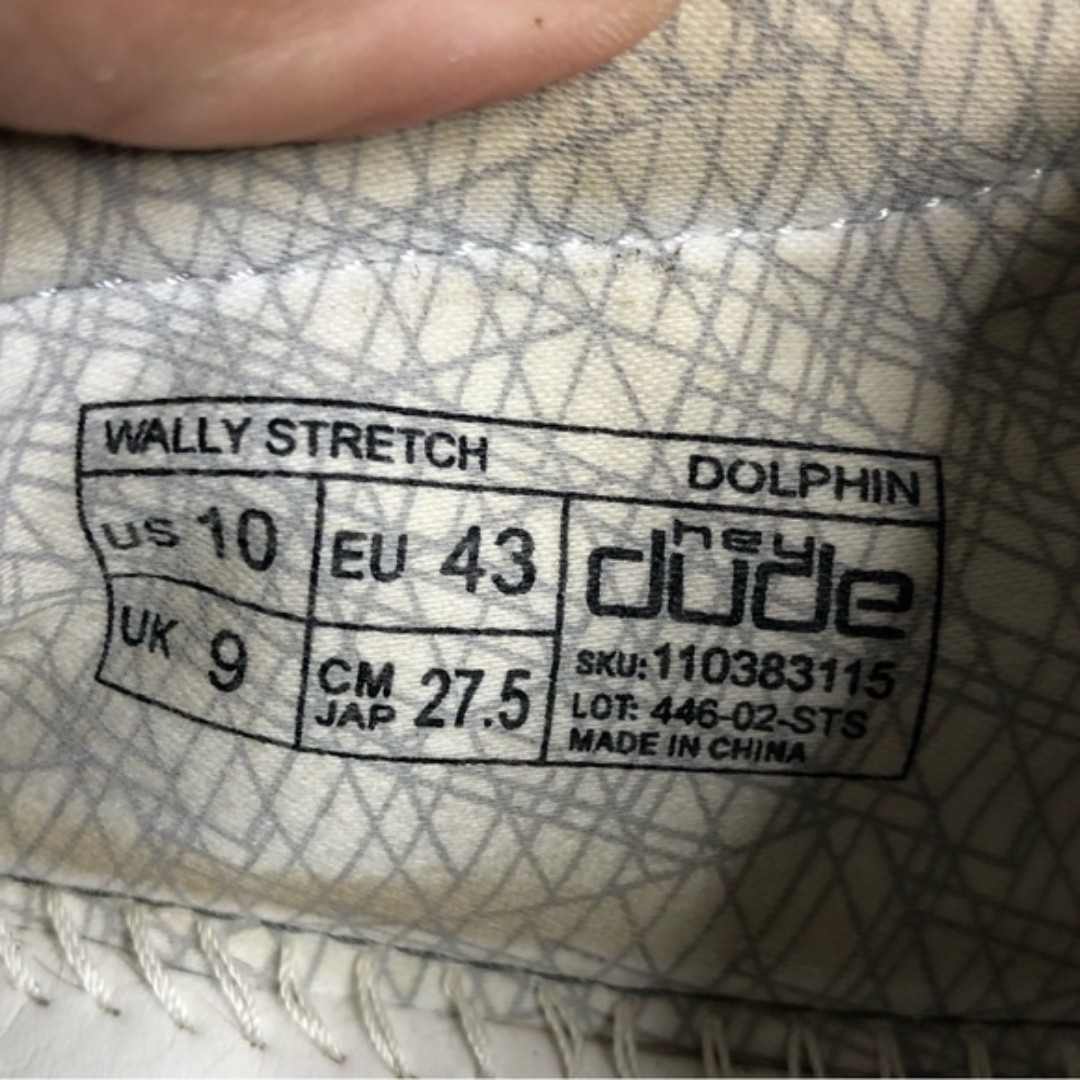 WALLY STRETCH DOLPHIN
US 10 EU 43
UK 9 CM JAP 27.5
hey
dude
SKU: 110383115
LOT: 446-02-STS
MADE IN CHINA